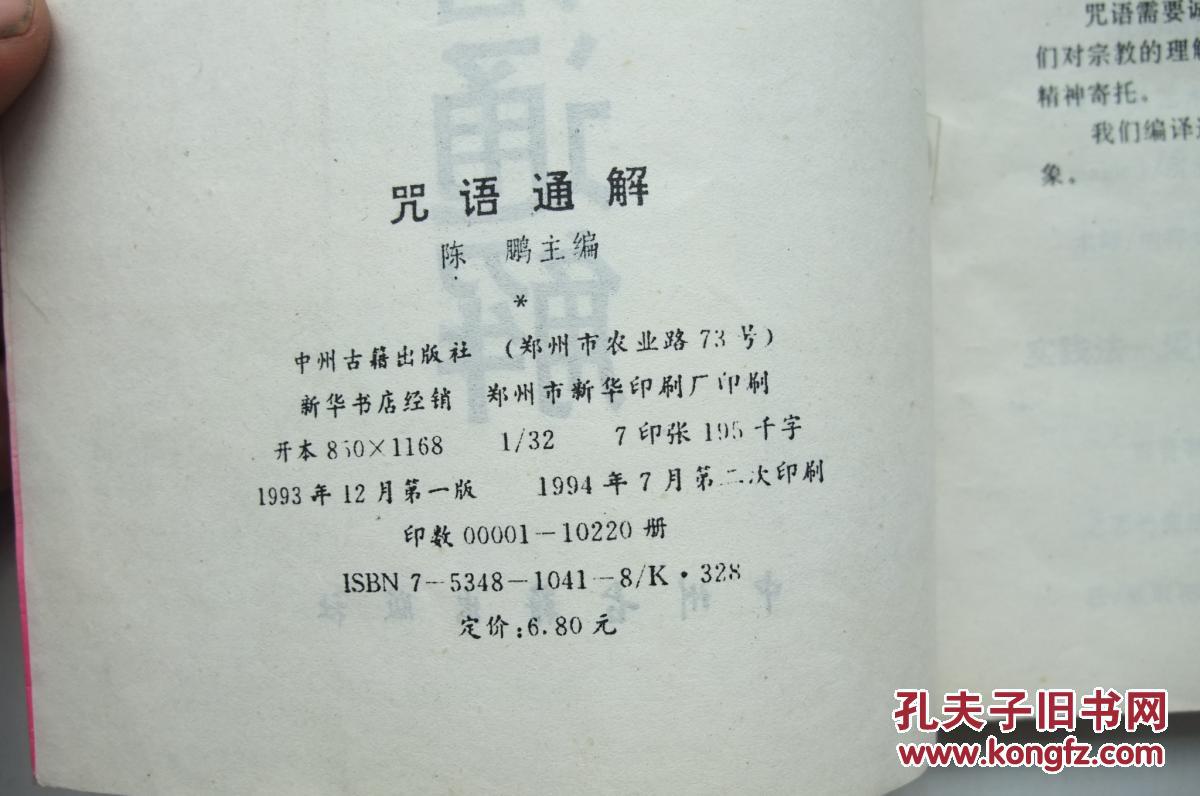 咒语通解
陈 鹏主编
*
中州古籍出版社 (郑州市农业路73号)
新华书店经销 郑州市新华印刷厂印刷
开本850×1168 1/32 7印张 195千字
1993年12月第一版 1994年7月第二次印刷
印数00001-10220册
ISBN 7-5348-1041-8/K·328
定价:6.80元
咒语需要诚
们对宗教的理解
精神寄托。
我们编译
象。
孔夫子旧书网
www.kongfz.com